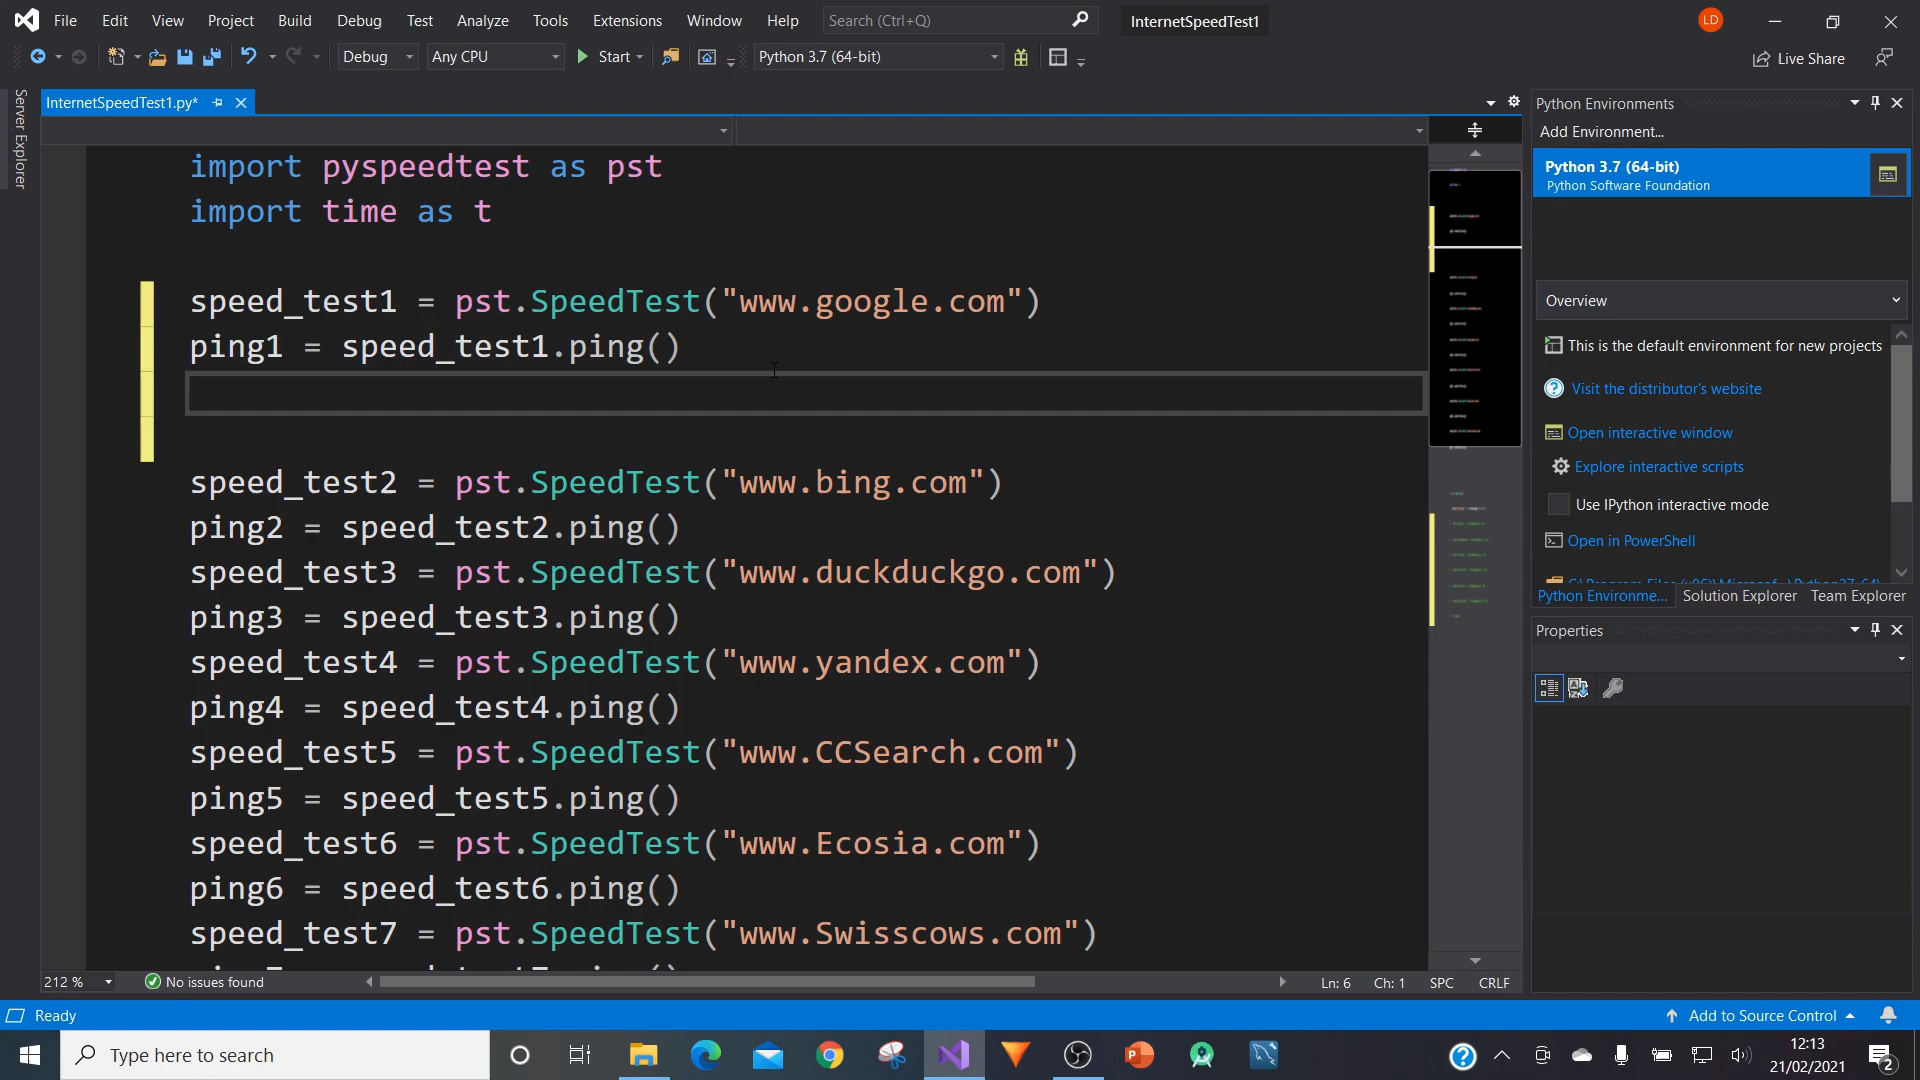 File Edit View Project Build Debug Test Analyze Tools Extensions Window Help Search (Ctrl+Q) InternetSpeedTest1 LD
Debug Any CPU Start Python 3.7 (64-bit) Live Share
Server Explorer
InternetSpeedTest1.py*
import pyspeedtest as pst
import time as t
speed_test1 = pst.SpeedTest("www.google.com")
ping1 = speed_test1.ping()
speed_test2 = pst.SpeedTest("www.bing.com")
ping2 = speed_test2.ping()
speed_test3 = pst.SpeedTest("www.duckduckgo.com")
ping3 = speed_test3.ping()
speed_test4 = pst.SpeedTest("www.yandex.com")
ping4 = speed_test4.ping()
speed_test5 = pst.SpeedTest("www.CCSearch.com")
ping5 = speed_test5.ping()
speed_test6 = pst.SpeedTest("www.Ecosia.com")
ping6 = speed_test6.ping()
speed_test7 = pst.SpeedTest("www.Swisscows.com")
212 % No issues found Ln: 6 Ch: 1 SPC CRLF
Python Environments
Add Environment...
Python 3.7 (64-bit)
Python Software Foundation
Overview
This is the default environment for new projects
Visit the distributor's website
Open interactive window
Explore interactive scripts
Use IPython interactive mode
Open in PowerShell
Python Environme... Solution Explorer Team Explorer
Properties
Ready Add to Source Control
Type here to search
12:13
21/02/2021
2